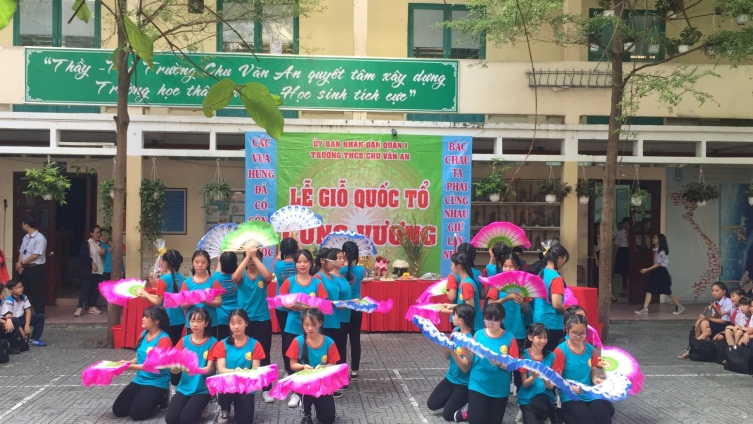 "Thầy - Trò Trường Chu Văn An quyết tâm xây dựng
Trường học thân Học sinh tích cực"
ỦY BAN NHÂN DÂN QUẬN 1
TRƯỜNG THCS CHU VĂN AN
LỄ GIỖ QUỐC TỔ
HÙNG VƯƠNG
CÁC
VUA
HÙNG
ĐÃ
CÓ
CÔNG
BÁC
CHÁU
TA
PHẢI
CÙNG
NHAU
GIỮ
LẤY